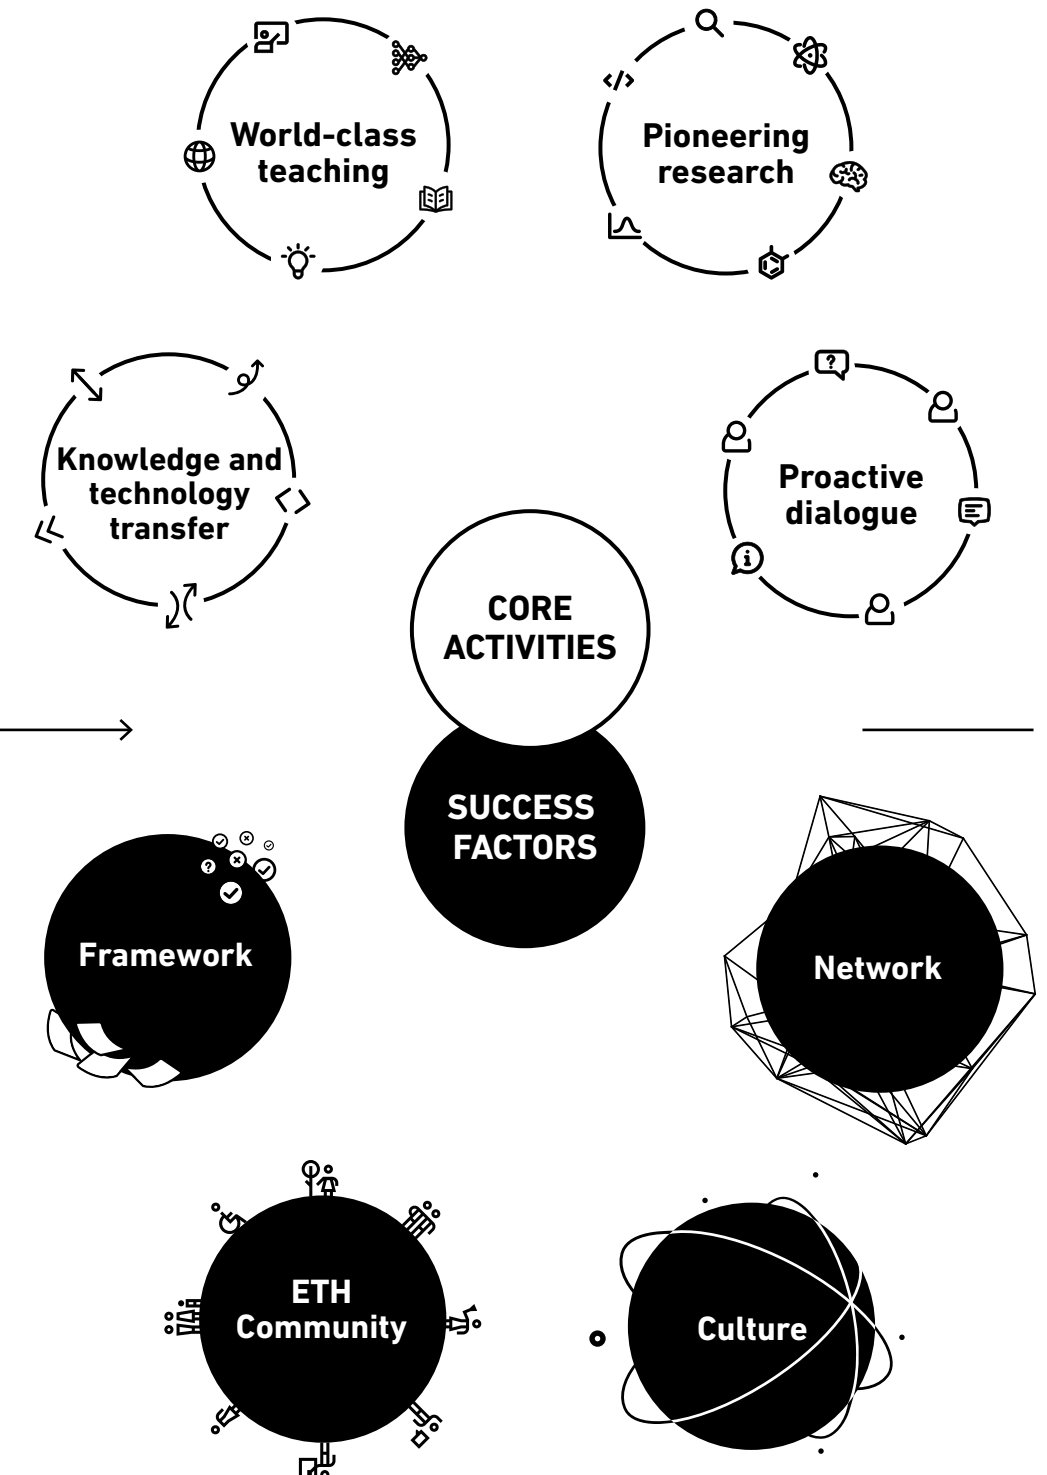 World-class
teaching
Pioneering
research
Knowledge and
technology
transfer
Proactive
dialogue
CORE
ACTIVITIES
SUCCESS
FACTORS
Framework
Network
ETH
Community
Culture